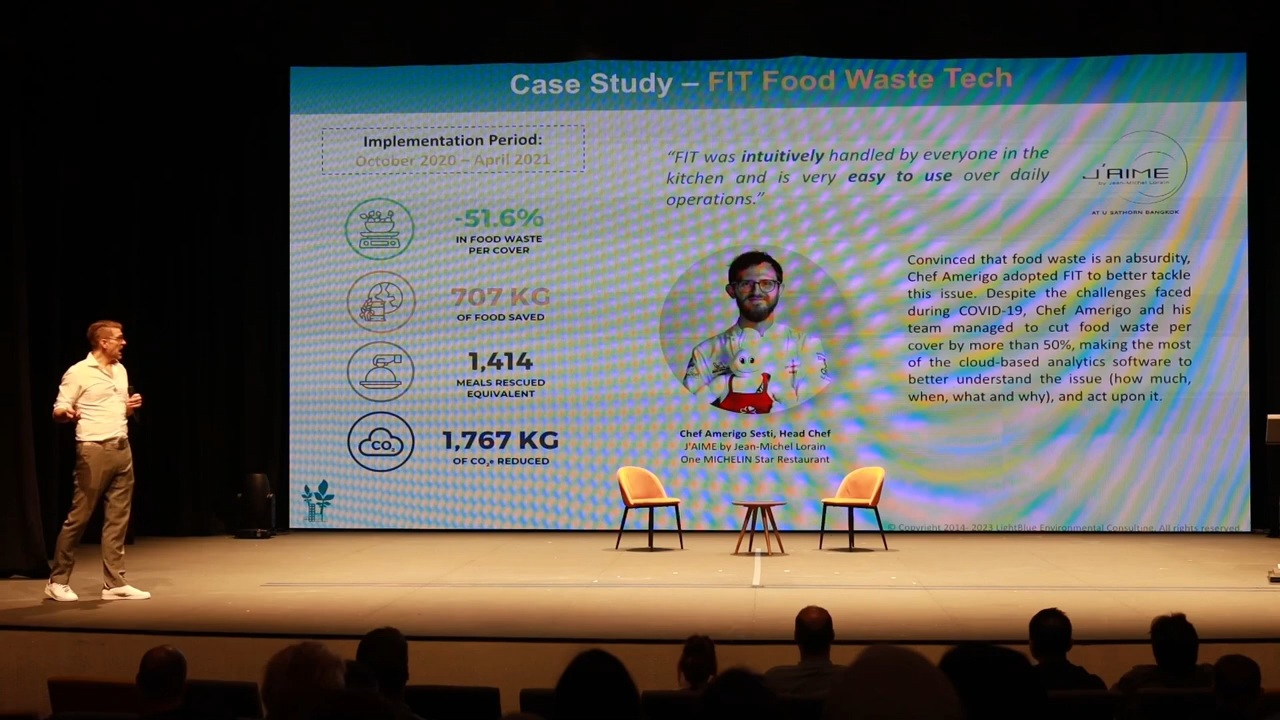 Case Study – FIT Food Waste Tech
Implementation Period:
October 2020 – April 2021
-51.6%
IN FOOD WASTE
PER COVER
707 KG
OF FOOD SAVED
1,414
MEALS RESCUED
EQUIVALENT
CO₂
1,767 KG
OF CO₂e REDUCED
“FIT was intuitively handled by everyone in the
kitchen and is very easy to use over daily
operations.”
J'AIME
by Jean-Michel Lorain
AT U SATHORN BANGKOK
Chef Amerigo Sesti, Head Chef
J'AIME by Jean-Michel Lorain
One MICHELIN Star Restaurant
Convinced that food waste is an absurdity,
Chef Amerigo adopted FIT to better tackle
this issue. Despite the challenges faced
during COVID-19, Chef Amerigo and his
team managed to cut food waste per
cover by more than 50%, making the most
of the cloud-based analytics software to
better understand the issue (how much,
when, what and why), and act upon it.
© Copyright 2014- 2023 LightBlue Environmental Consulting. All rights reserved